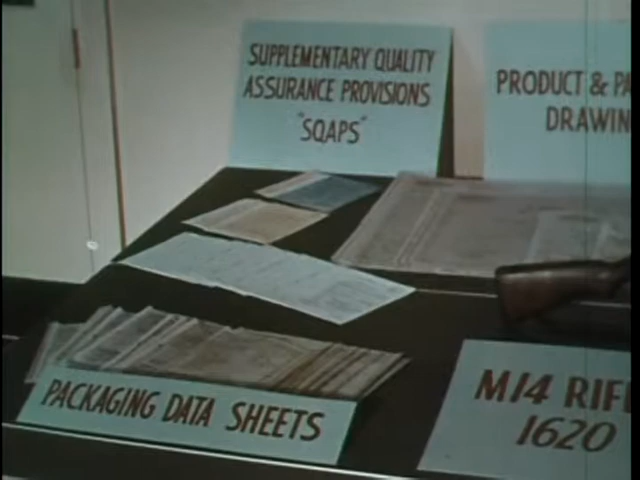 SUPPLEMENTARY QUALITY
ASSURANCE PROVISIONS
"SQAPS"
PRODUCT & PA
DRAWIN
PACKAGING DATA SHEETS
M14 RIF
1620